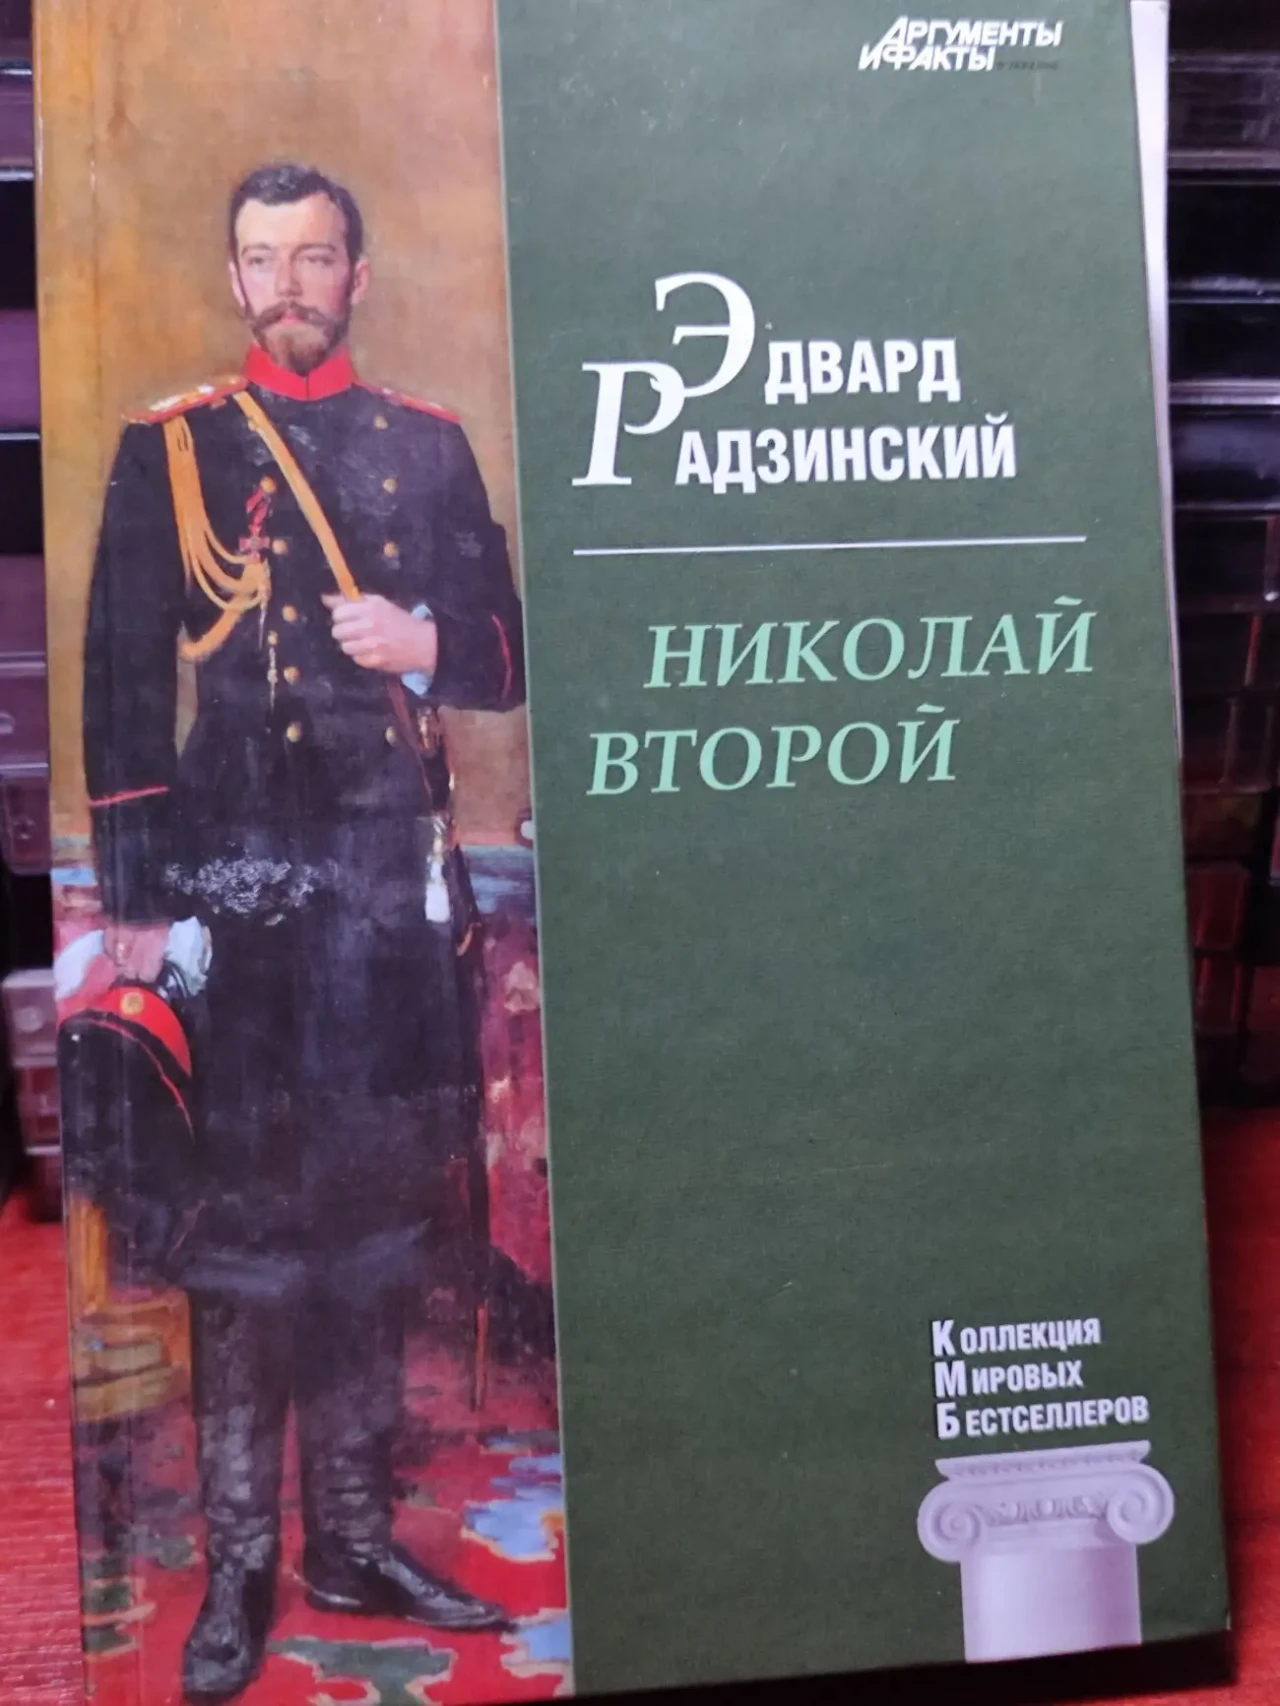 АРГУМЕНТЫ
И ФАКТЫ
ЭДВАРД
РАДЗИНСКИЙ
НИКОЛАЙ
ВТОРОЙ
КОЛЛЕКЦИЯ
МИРОВЫХ
БЕСТСЕЛЛЕРОВ